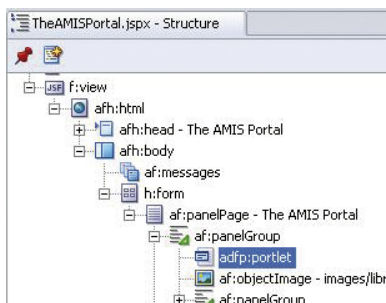 TheAMISPortal.jspx - Structure
JSF f:view
afh:html
afh:head - The AMIS Portal
afh:body
af:messages
h:form
af:panelPage - The AMIS Portal
af:panelGroup
adfp:portlet
af:objectImage - images/libr
af:panelGroup